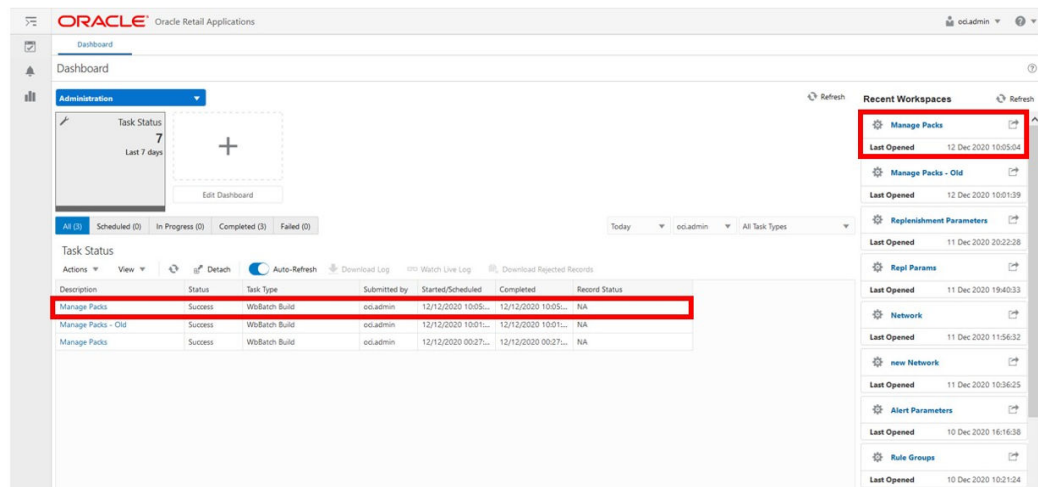 ORACLE Oracle Retail Applications
oci.admin
Dashboard
Dashboard
Administration
Refresh
Task Status
7
Last 7 days
Edit Dashboard
All (3) Scheduled (0) In Progress (0) Completed (3) Failed (0)
Today oci.admin All Task Types
Task Status
Actions View Detach Auto-Refresh Download Log Watch Live Log Download Rejected Records
Description Status Task Type Submitted by Started/Scheduled Completed Record Status
Manage Packs Success WbBatch Build oci.admin 12/12/2020 10:05:... 12/12/2020 10:05:... NA
Manage Packs - Old Success WbBatch Build oci.admin 12/12/2020 10:01:... 12/12/2020 10:01:... NA
Manage Packs Success WbBatch Build oci.admin 12/12/2020 00:27:... 12/12/2020 00:27:... NA
Recent Workspaces Refresh
Manage Packs
Last Opened 12 Dec 2020 10:05:04
Manage Packs - Old
Last Opened 12 Dec 2020 10:01:39
Replenishment Parameters
Last Opened 11 Dec 2020 20:22:28
Repl Params
Last Opened 11 Dec 2020 19:40:33
Network
Last Opened 11 Dec 2020 11:56:32
new Network
Last Opened 11 Dec 2020 10:36:25
Alert Parameters
Last Opened 10 Dec 2020 16:16:38
Rule Groups
Last Opened 10 Dec 2020 10:21:24